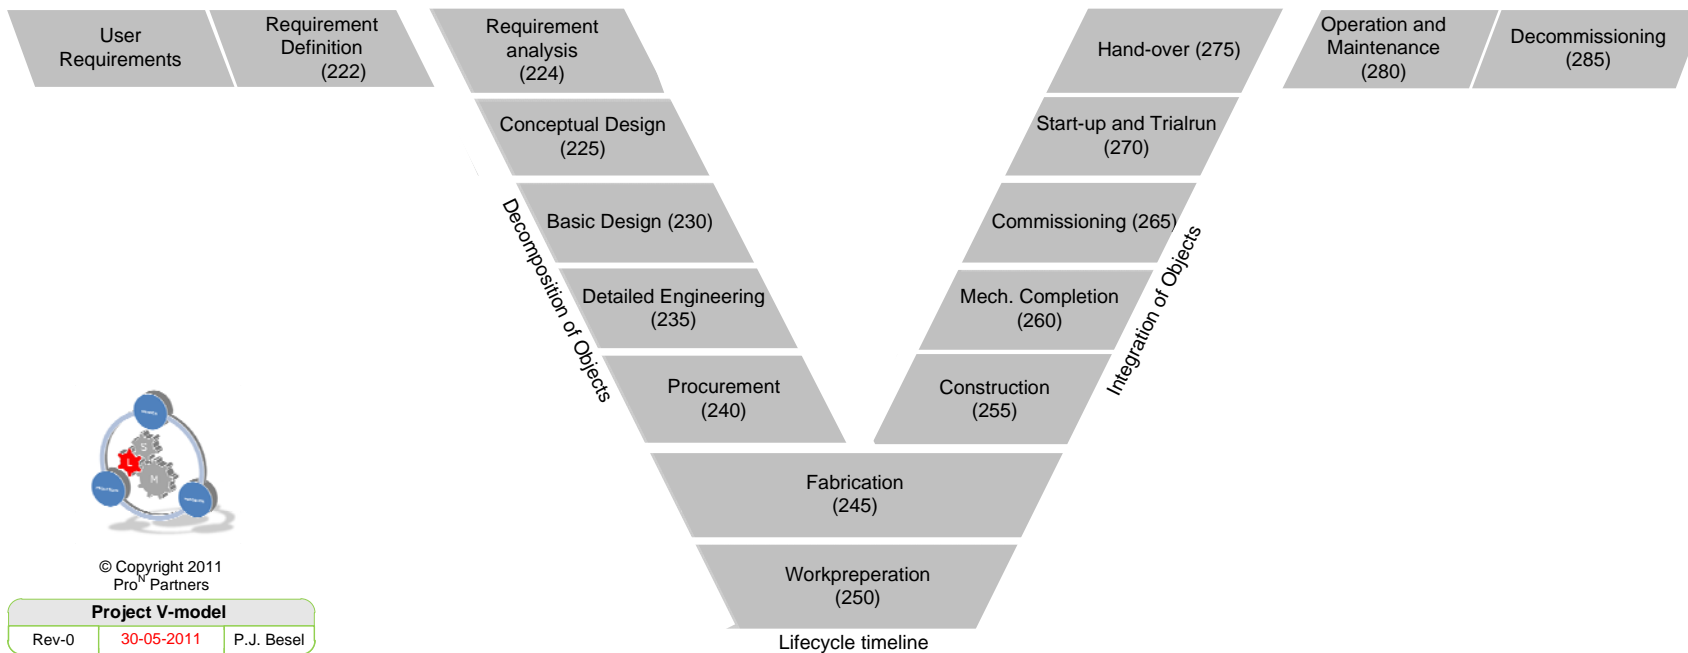 User
Requirements
Requirement
Definition
(222)
Requirement
analysis
(224)
Conceptual Design
(225)
Basic Design (230)
Detailed Engineering
(235)
Procurement
(240)
Decomposition of Objects
Fabrication
(245)
Workpreperation
(250)
Lifecycle timeline
Construction
(255)
Mech. Completion
(260)
Commissioning (265)
Start-up and Trialrun
(270)
Hand-over (275)
Integration of Objects
Operation and
Maintenance
(280)
Decommissioning
(285)
S
L
M
© Copyright 2011
Pro^N Partners
Project V-model
Rev-0 30-05-2011 P.J. Besel